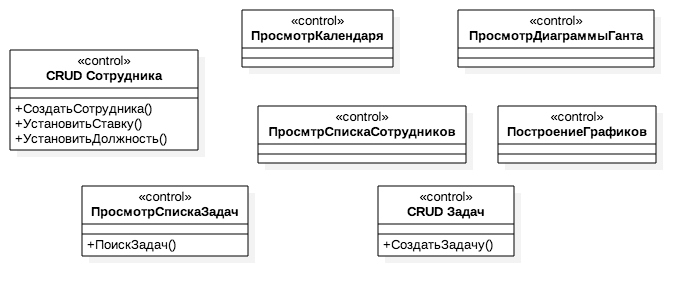 «control»
ПросмотрКалендаря
«control»
ПросмотрДиаграммыГанта
«control»
CRUD Сотрудника
+СоздатьСотрудника()
+УстановитьСтавку()
+УстановитьДолжность()
«control»
ПросмтрСпискаСотрудников
«control»
ПостроениеГрафиков
«control»
ПросмотрСпискаЗадач
+ПоискЗадач()
«control»
CRUD Задач
+СоздатьЗадачу()